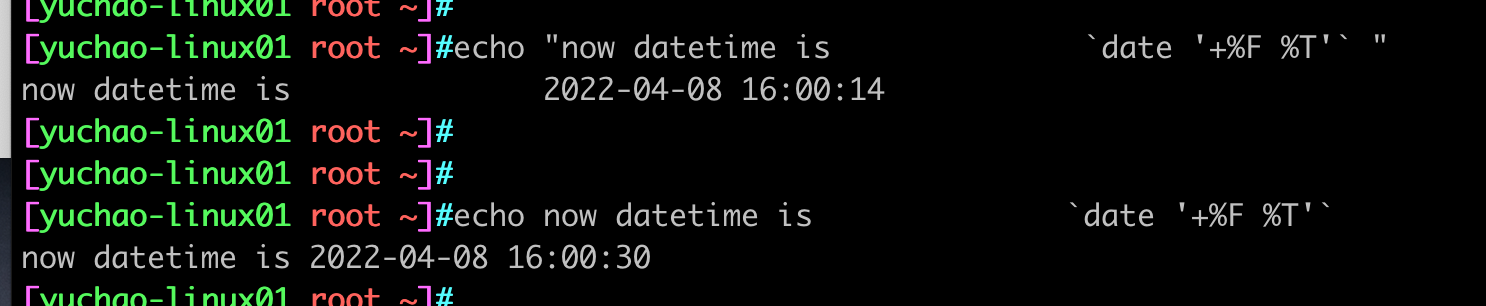 [yuchao-linux01 root ~]#
[yuchao-linux01 root ~]#echo "now datetime is              `date '+%F %T'` "
now datetime is              2022-04-08 16:00:14
[yuchao-linux01 root ~]#
[yuchao-linux01 root ~]#
[yuchao-linux01 root ~]#echo now datetime is              `date '+%F %T'`
now datetime is 2022-04-08 16:00:30
[yuchao-linux01 root ~]#